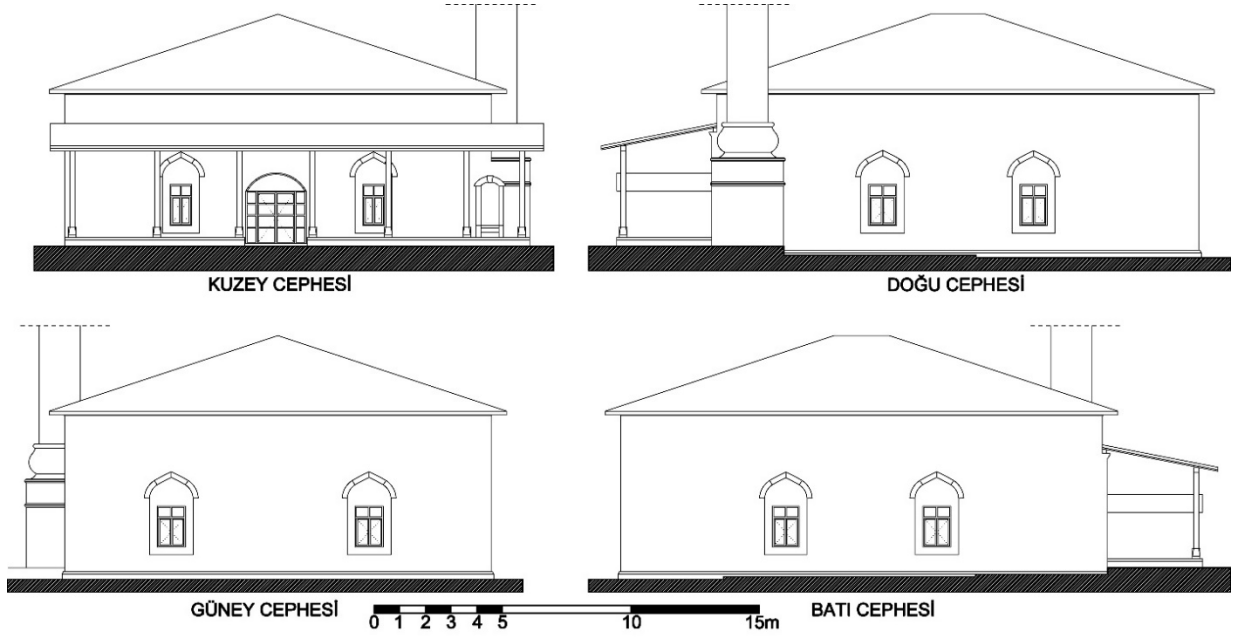 KUZEY CEPHESİ
DOĞU CEPHESİ
GÜNEY CEPHESİ
BATI CEPHESİ
0 1 2 3 4 5 10 15m